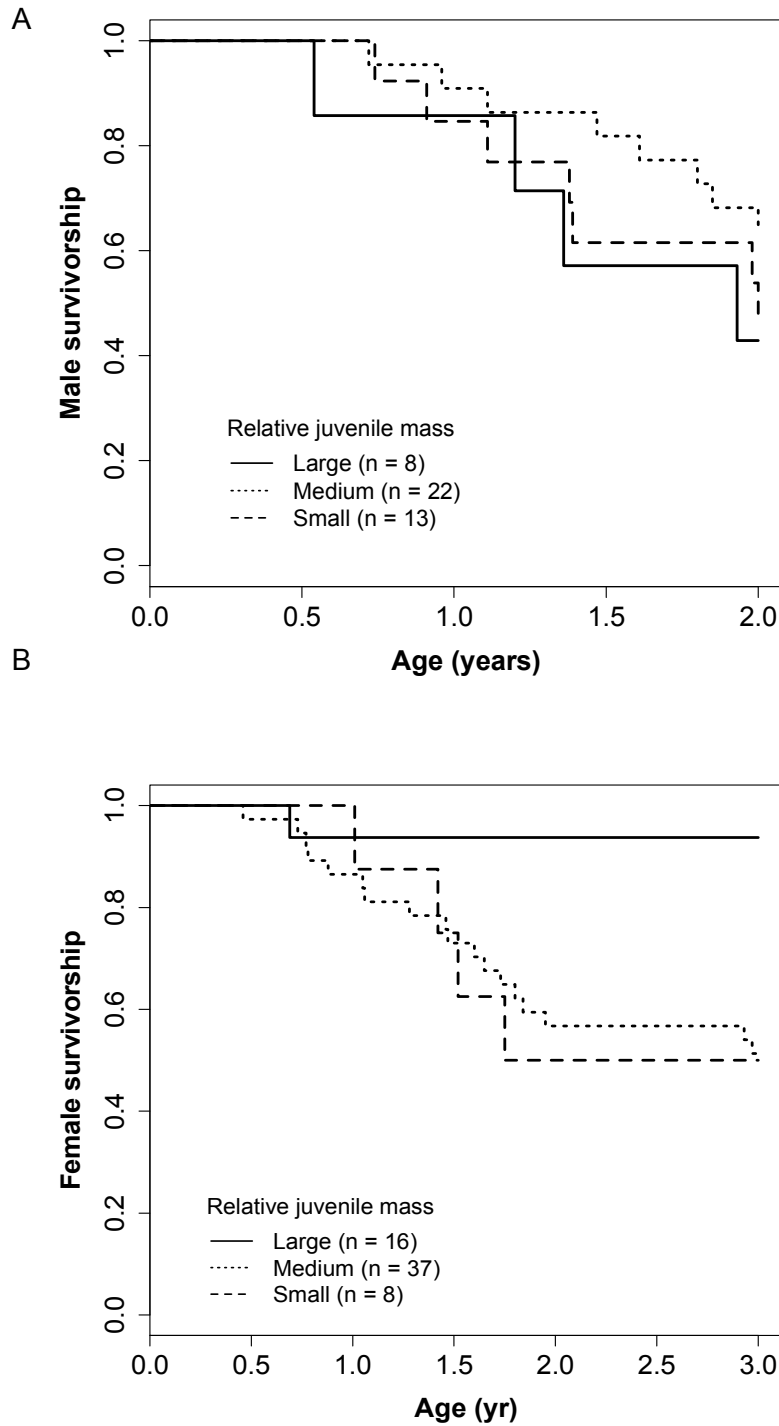 A
Male survivorship
1.0
0.8
0.6
0.4
0.2
0.0
Relative juvenile mass
Large (n = 8)
Medium (n = 22)
Small (n = 13)
0.0 0.5 1.0 1.5 2.0
Age (years)
B
Female survivorship
1.0
0.8
0.6
0.4
0.2
0.0
Relative juvenile mass
Large (n = 16)
Medium (n = 37)
Small (n = 8)
0.0 0.5 1.0 1.5 2.0 2.5 3.0
Age (yr)